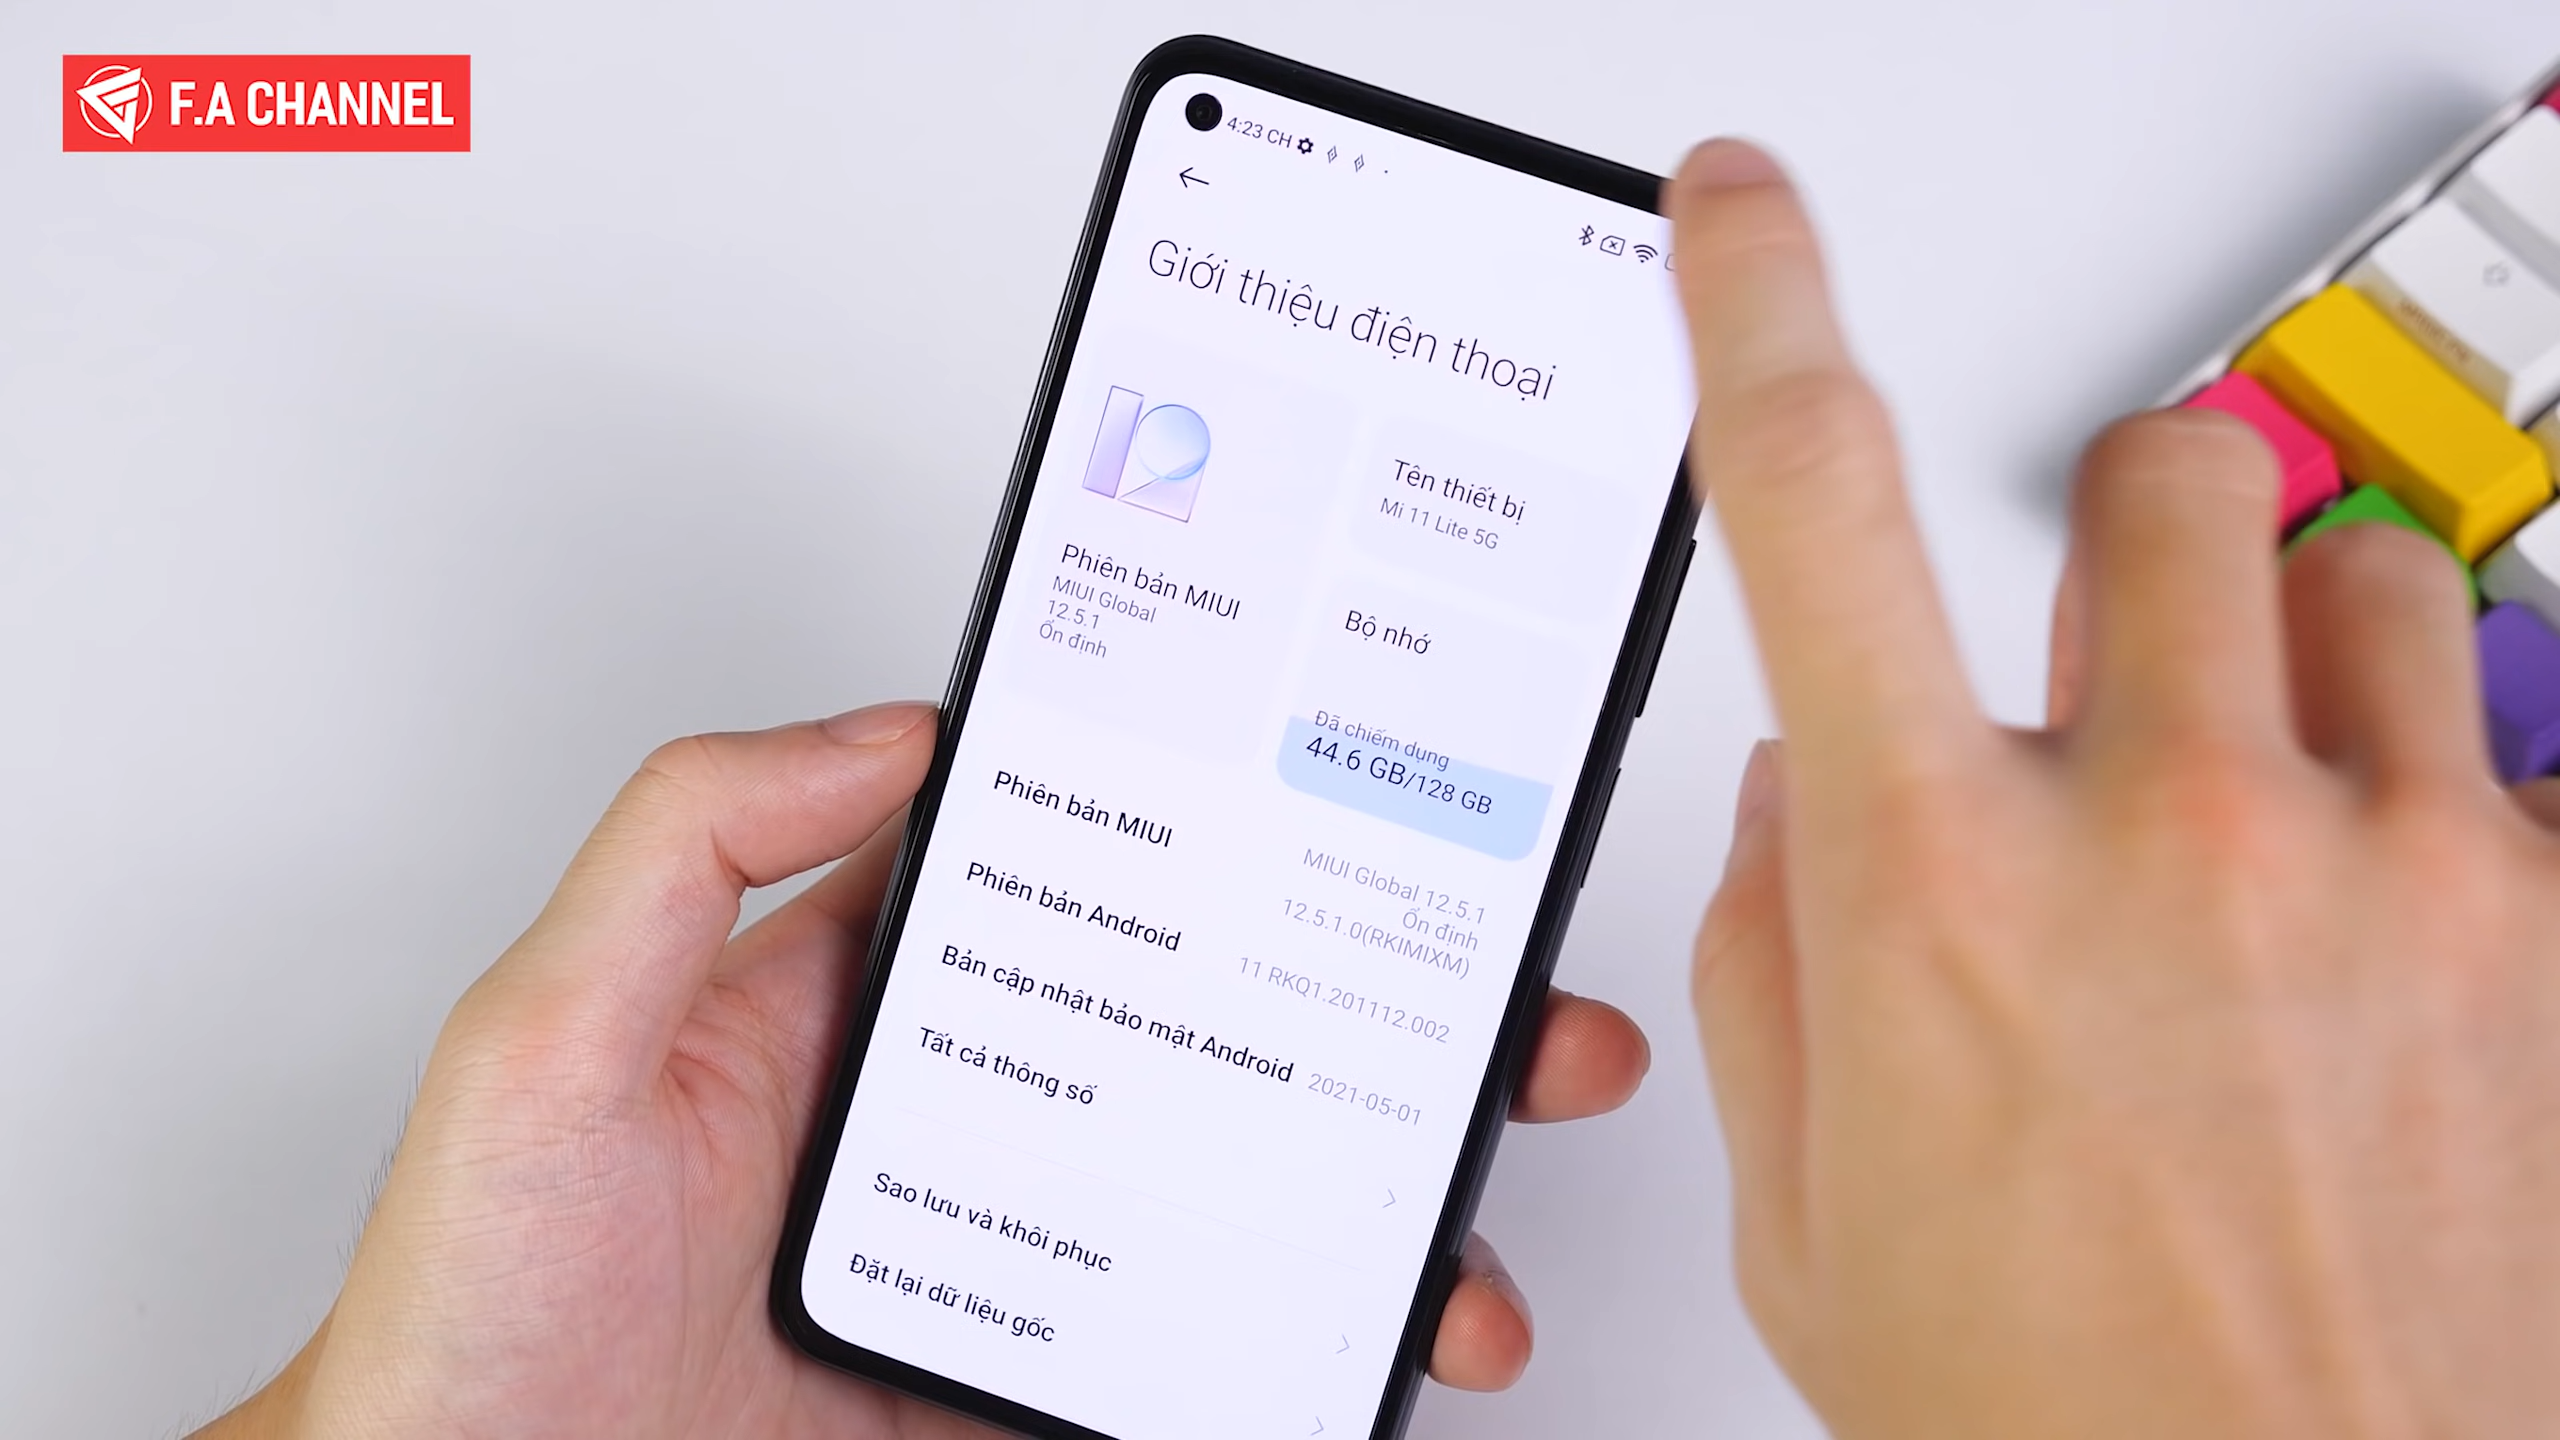 F.A CHANNEL
4:23 CH
Giới thiệu điện thoại
12
Phiên bản MIUI
MIUI Global
12.5.1
Ổn định
Tên thiết bị
Mi 11 Lite 5G
Bộ nhớ
Đã chiếm dụng
44.6 GB/128 GB
Phiên bản MIUI
MIUI Global 12.5.1
Ổn định
12.5.1.0(RKIMIXM)
Phiên bản Android
11 RKQ1.201112.002
Bản cập nhật bảo mật Android
2021-05-01
Tất cả thông số
Sao lưu và khôi phục
Đặt lại dữ liệu gốc